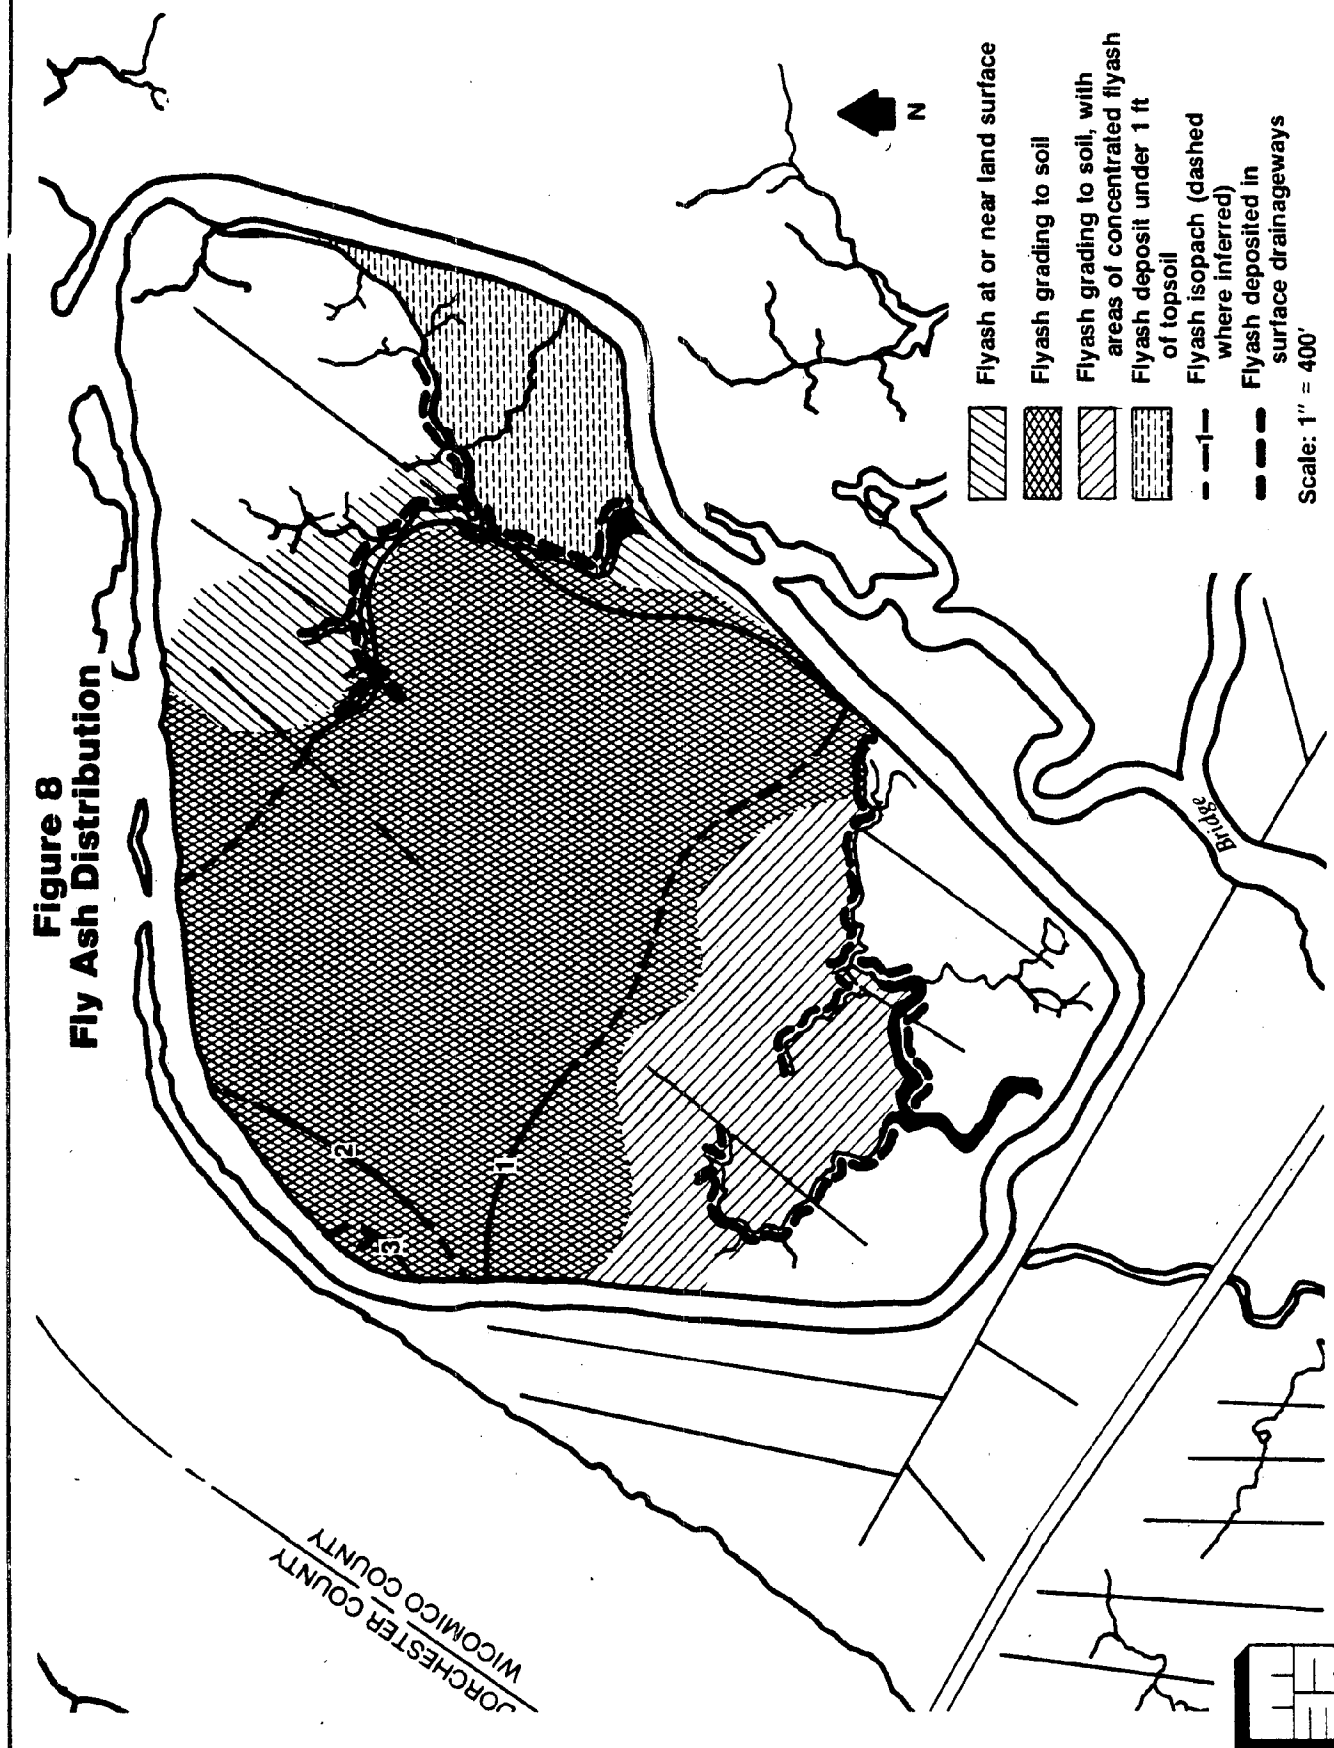 Figure 8
Fly Ash Distribution
N
Flyash at or near land surface
Flyash grading to soil
Flyash grading to soil, with
areas of concentrated flyash
Flyash deposit under 1 ft
of topsoil
1
Flyash isopach (dashed
where inferred)
Flyash deposited in
surface drainageways
Scale: 1" = 400'
Bridge
2
1
3
DORCHESTER COUNTY
WICOMICO COUNTY